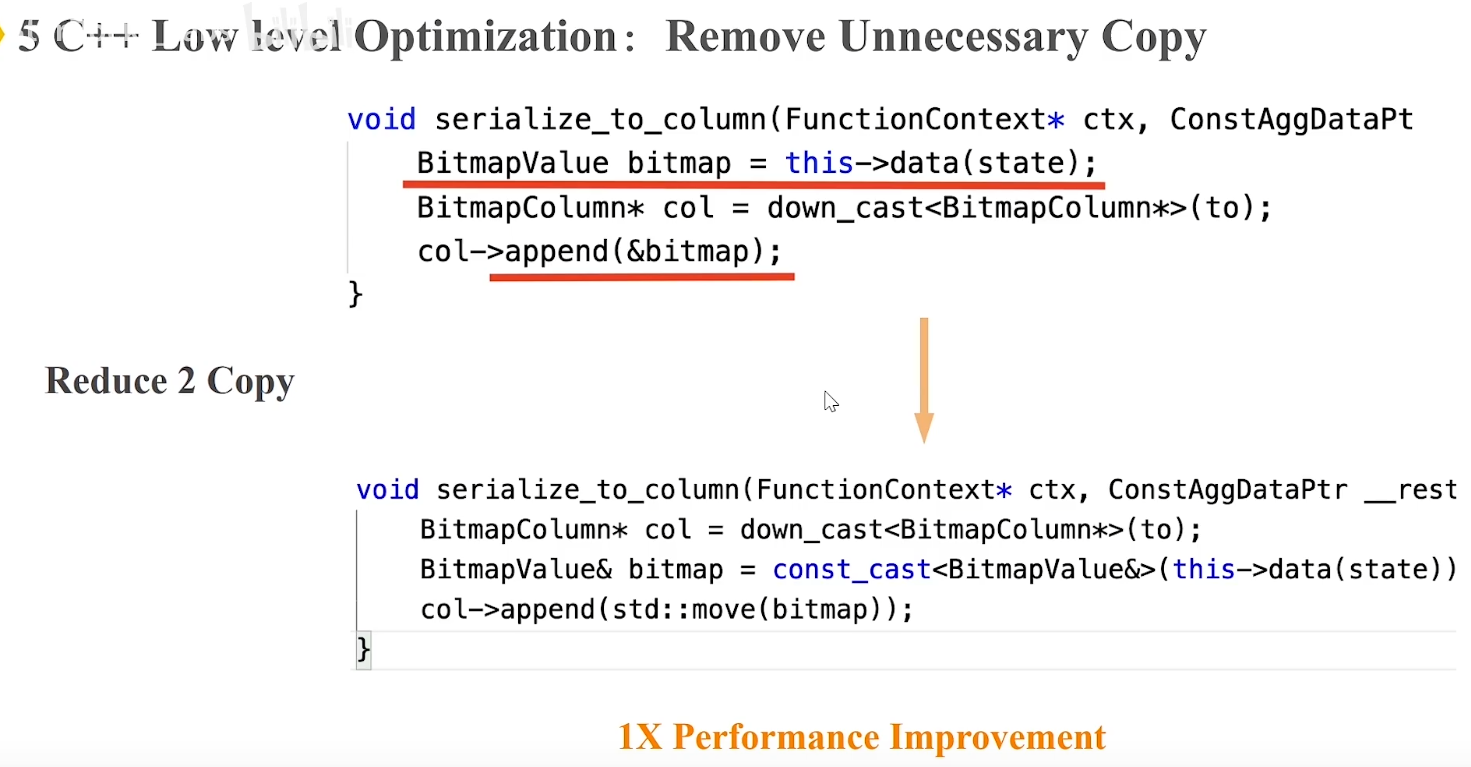 5 C++ Low level Optimization: Remove Unnecessary Copy
void serialize_to_column(FunctionContext* ctx, ConstAggDataPt
BitmapValue bitmap = this->data(state);
BitmapColumn* col = down_cast<BitmapColumn*>(to);
col->append(&bitmap);
}
Reduce 2 Copy
void serialize_to_column(FunctionContext* ctx, ConstAggDataPtr __rest
BitmapColumn* col = down_cast<BitmapColumn*>(to);
BitmapValue& bitmap = const_cast<BitmapValue&>(this->data(state))
col->append(std::move(bitmap));
}
1X Performance Improvement